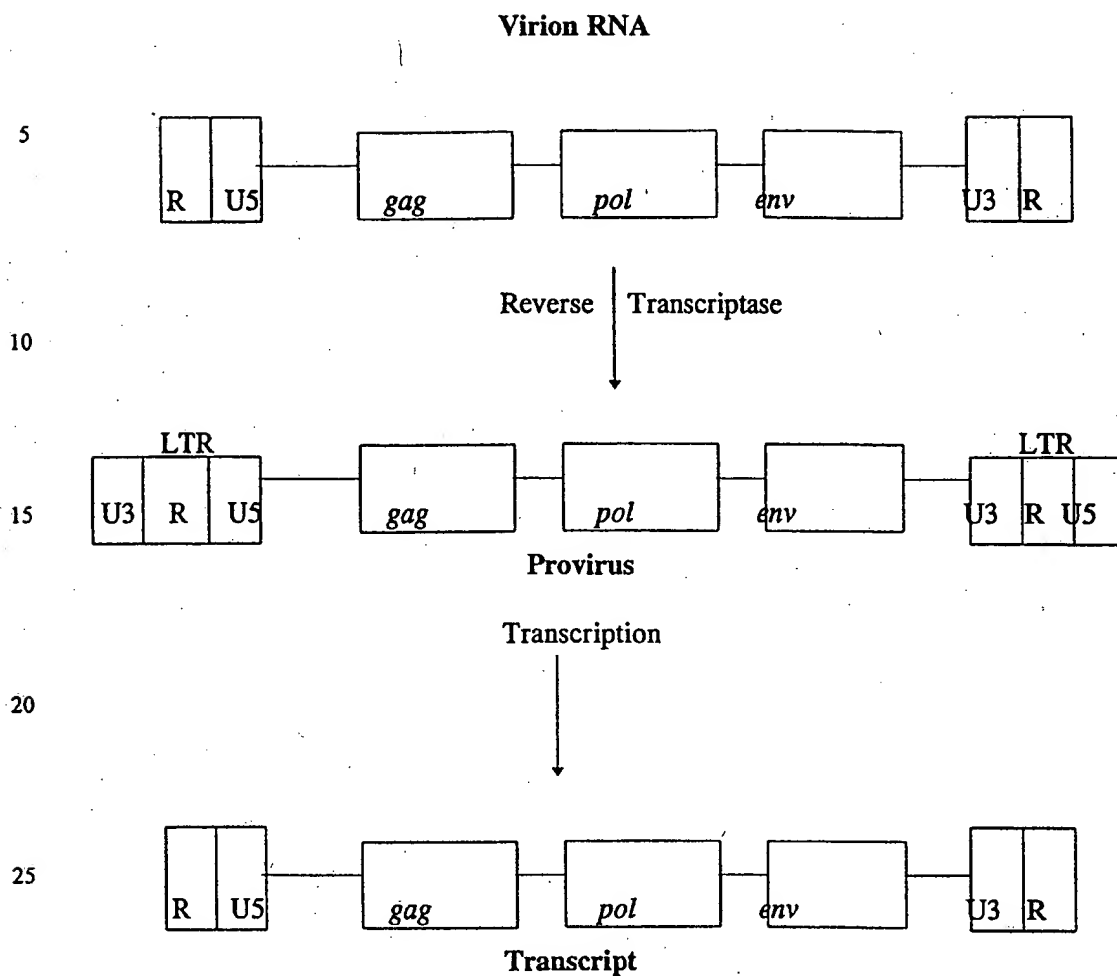 Virion RNA
5
R U5 gag pol env U3 R
Reverse Transcriptase
10
LTR LTR
15 U3 R U5 gag pol env U3 R U5
Provirus
Transcription
20
25
R U5 gag pol env U3 R
Transcript